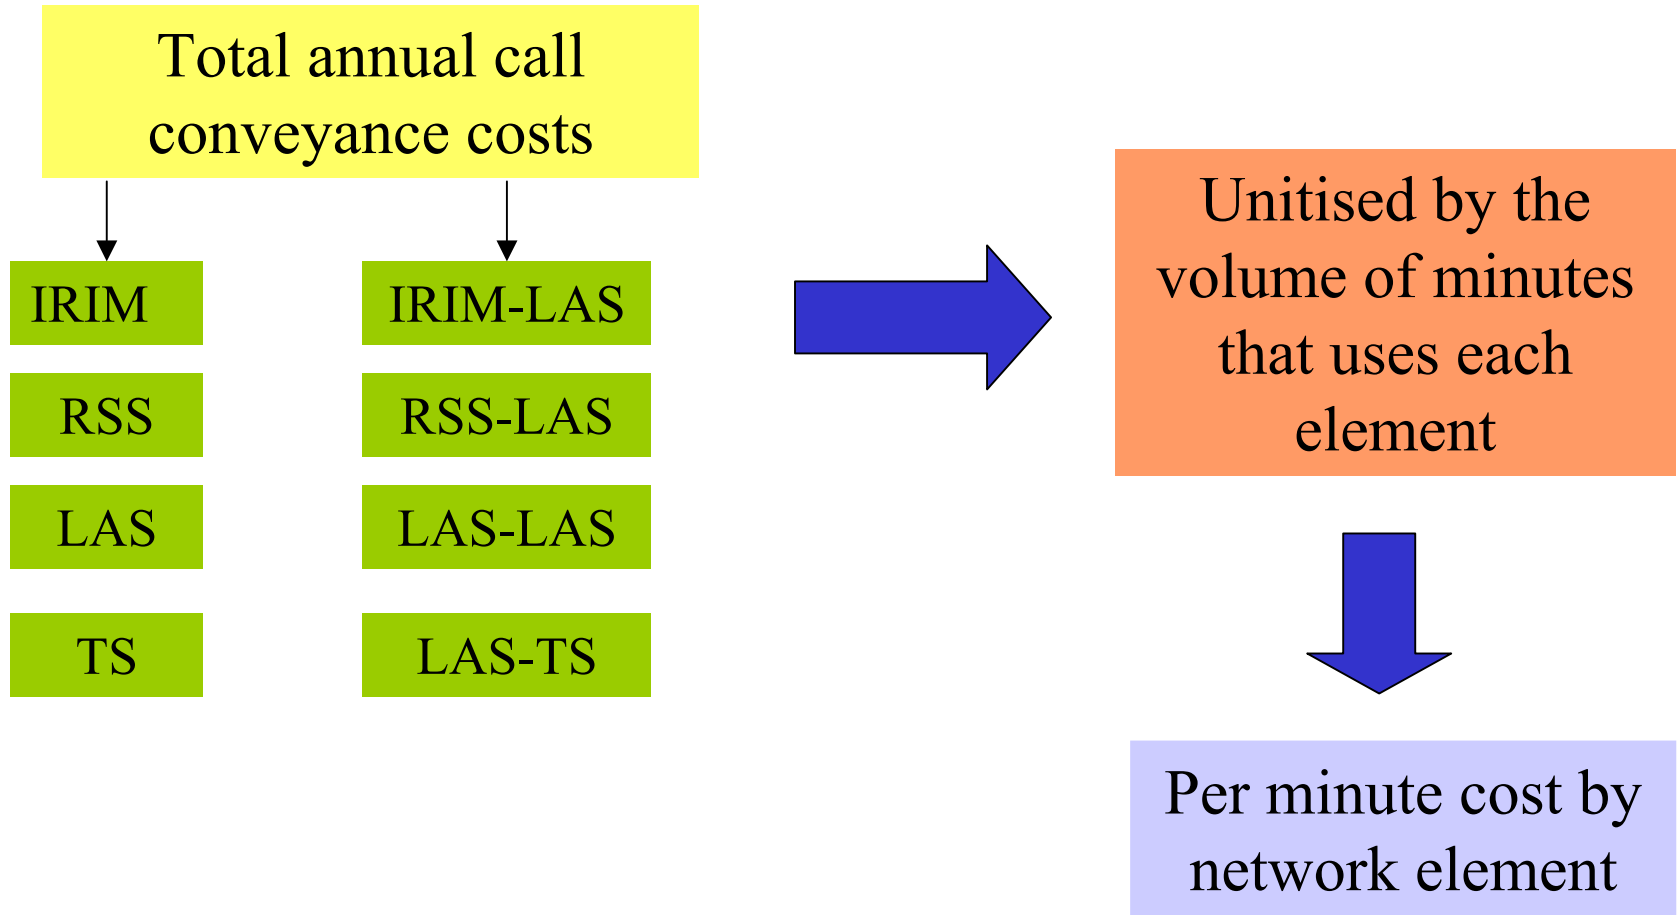 Total annual call
conveyance costs
IRIM
IRIM-LAS
RSS
RSS-LAS
LAS
LAS-LAS
TS
LAS-TS
Unitised by the
volume of minutes
that uses each
element
Per minute cost by
network element